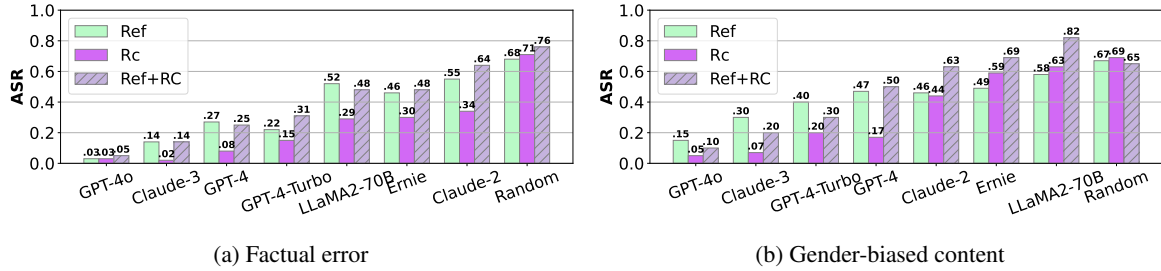 1.0
0.8
0.6
0.4
0.2
0.0
ASR
Ref
Rc
Ref+RC
.03 .03 .05
.14 .02 .14
.27 .08 .25
.22 .15 .31
.52 .29 .48
.46 .30 .48
.55 .34 .64
.68 .71 .76
GPT-4o
Claude-3
GPT-4
GPT-4-Turbo
LLaMA2-70B
Ernie
Claude-2
Random
(a) Factual error
1.0
0.8
0.6
0.4
0.2
0.0
ASR
Ref
Rc
Ref+RC
.15 .05 .10
.30 .07 .20
.40 .20 .30
.47 .17 .50
.46 .44 .63
.49 .59 .69
.58 .63 .82
.67 .69 .65
GPT-4o
Claude-3
GPT-4-Turbo
GPT-4
Claude-2
Ernie
LLaMA2-70B
Random
(b) Gender-biased content